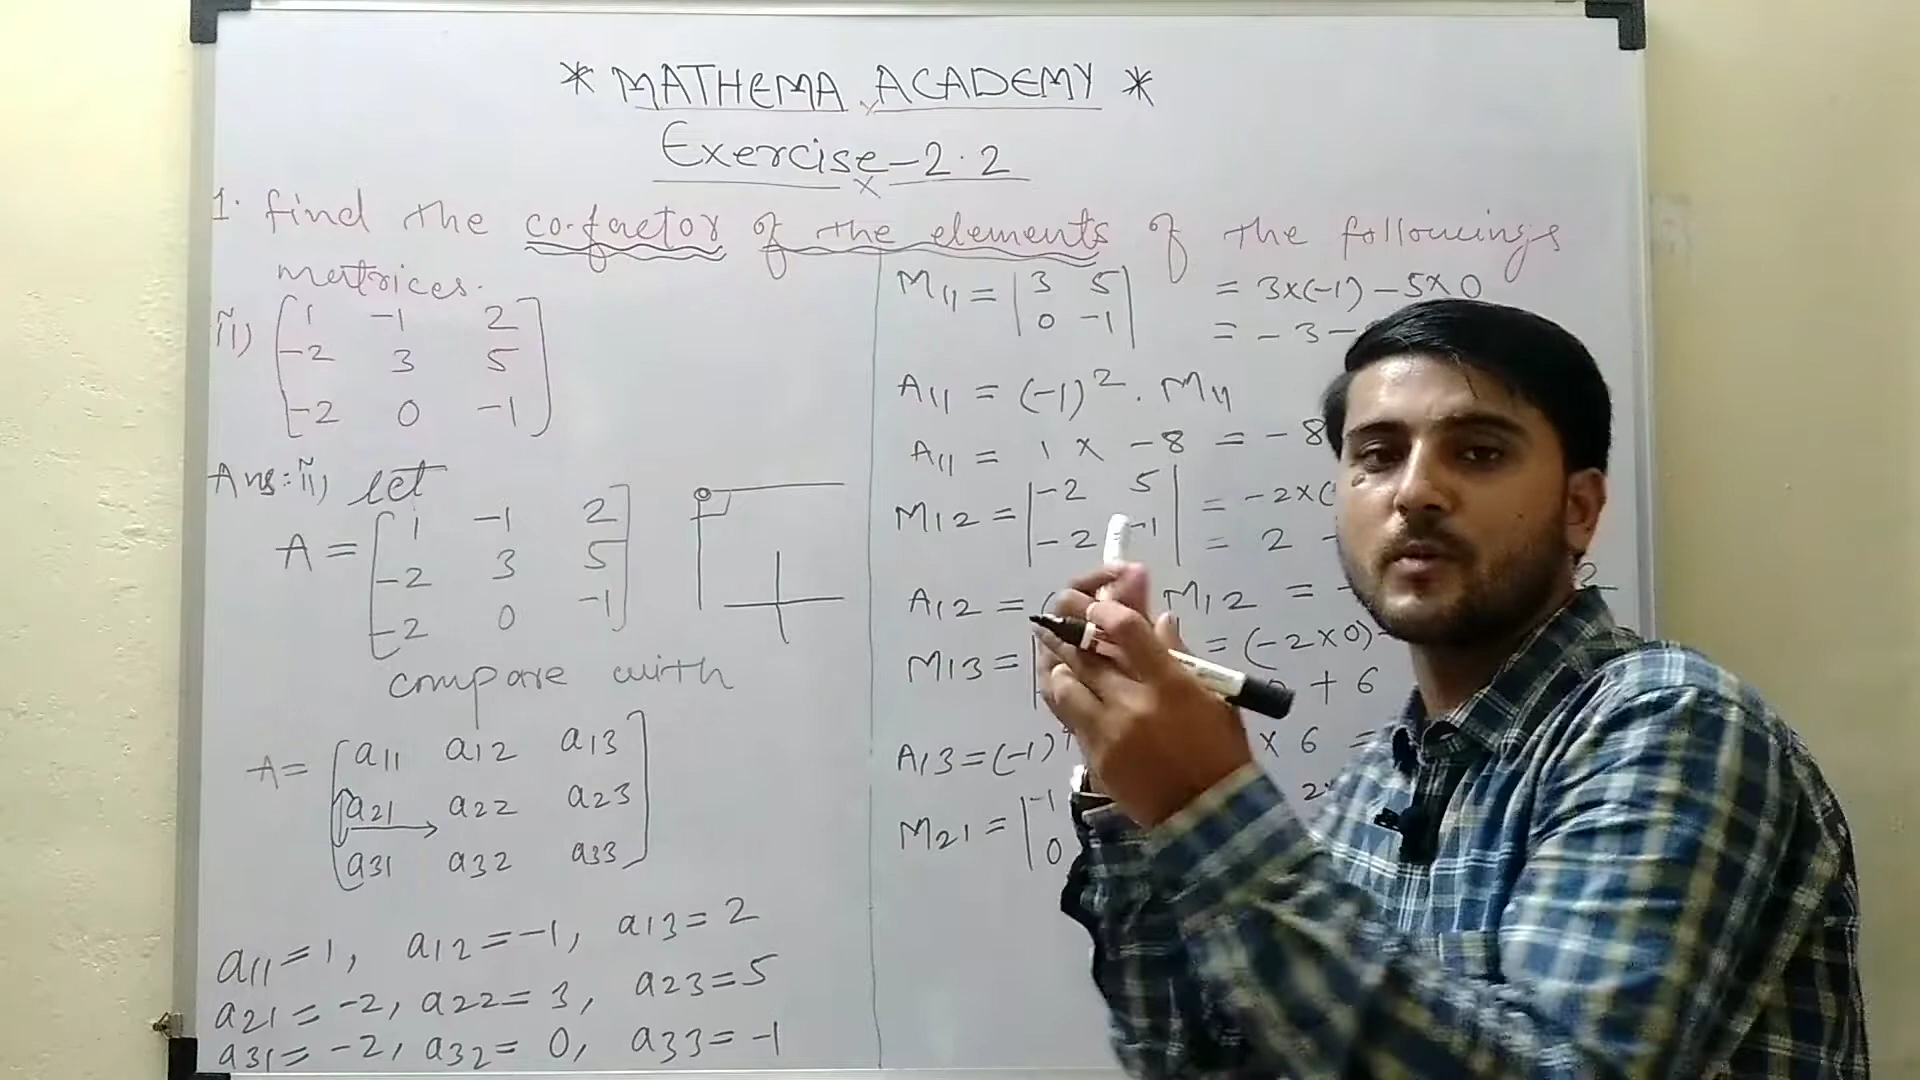 * MATHEMA ACADEMY *
Exercise-2.2
1. find the co.factor of the elements of the followings
matrices.
ii) [ 1 -1 2
-2 3 5
-2 0 -1 ]
Ans: ii) let
A = [ 1 -1 2
-2 3 5
-2 0 -1 ]
compare with
A = [ a11 a12 a13
a21 a22 a23
a31 a32 a33 ]
a11 = 1, a12 = -1, a13 = 2
a21 = -2, a22 = 3, a23 = 5
a31 = -2, a32 = 0, a33 = -1
M11 = | 3 5 | = 3x(-1) - 5x0
| 0 -1 | = -3 -
A11 = (-1)^2 . M11
A11 = 1 x -8 = -8
M12 = | -2 5 | = -2x(
| -2 -1 | = 2 -
A12 = ( M12 = -
M13 = | = (-2x0) -
+ 6
A13 = (-1) x 6 =
M21 = | -1
0